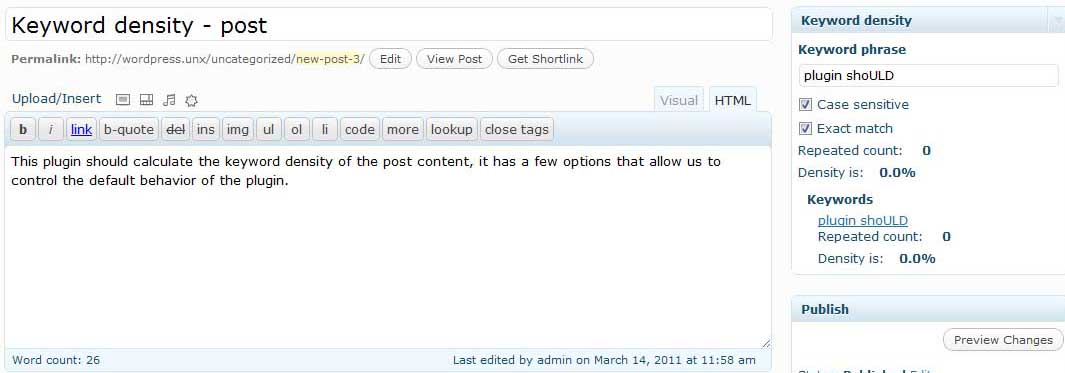 Keyword density - post
Permalink: http://wordpress.unx/uncategorized/new-post-3/ Edit View Post Get Shortlink
Upload/Insert Visual HTML
b i link b-quote del ins img ul ol li code more lookup close tags
This plugin should calculate the keyword density of the post content, it has a few options that allow us to
control the default behavior of the plugin.
Word count: 26 Last edited by admin on March 14, 2011 at 11:58 am
Keyword density
Keyword phrase
plugin shoULD
Case sensitive
Exact match
Repeated count: 0
Density is: 0.0%
Keywords
plugin shoULD
Repeated count: 0
Density is: 0.0%
Publish
Preview Changes
Status: Published Edit